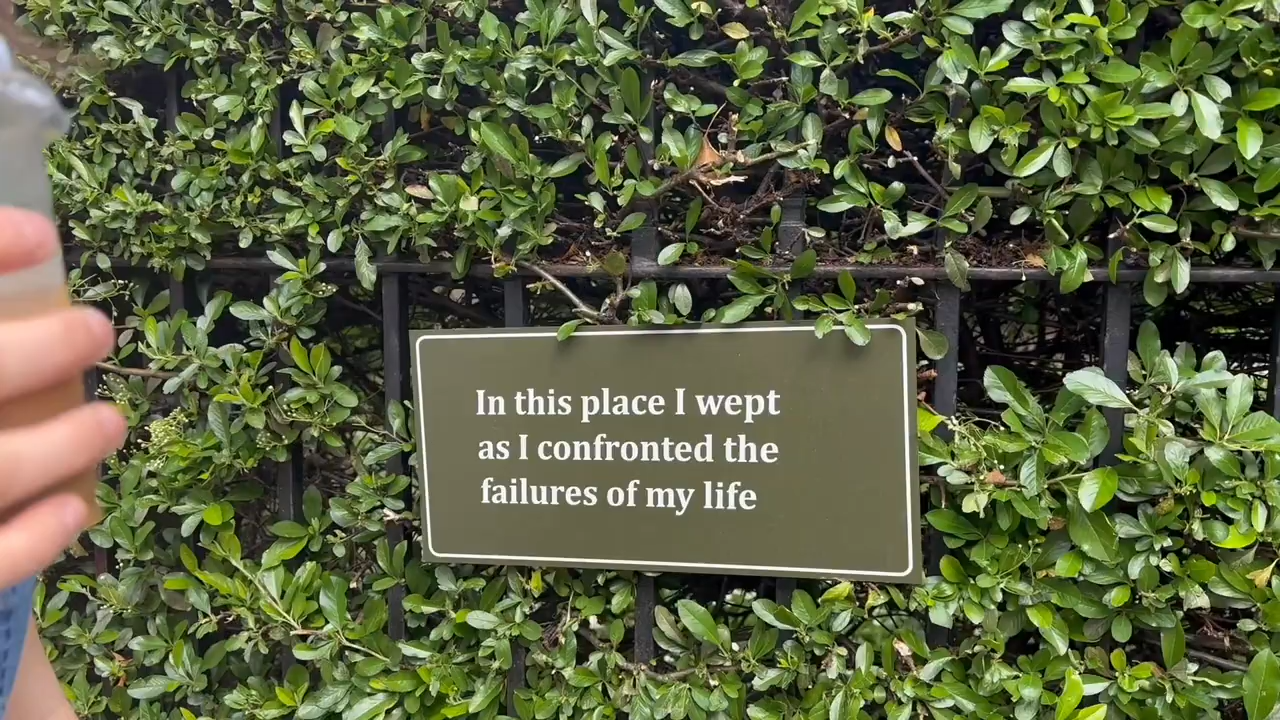 In this place I wept
as I confronted the
failures of my life